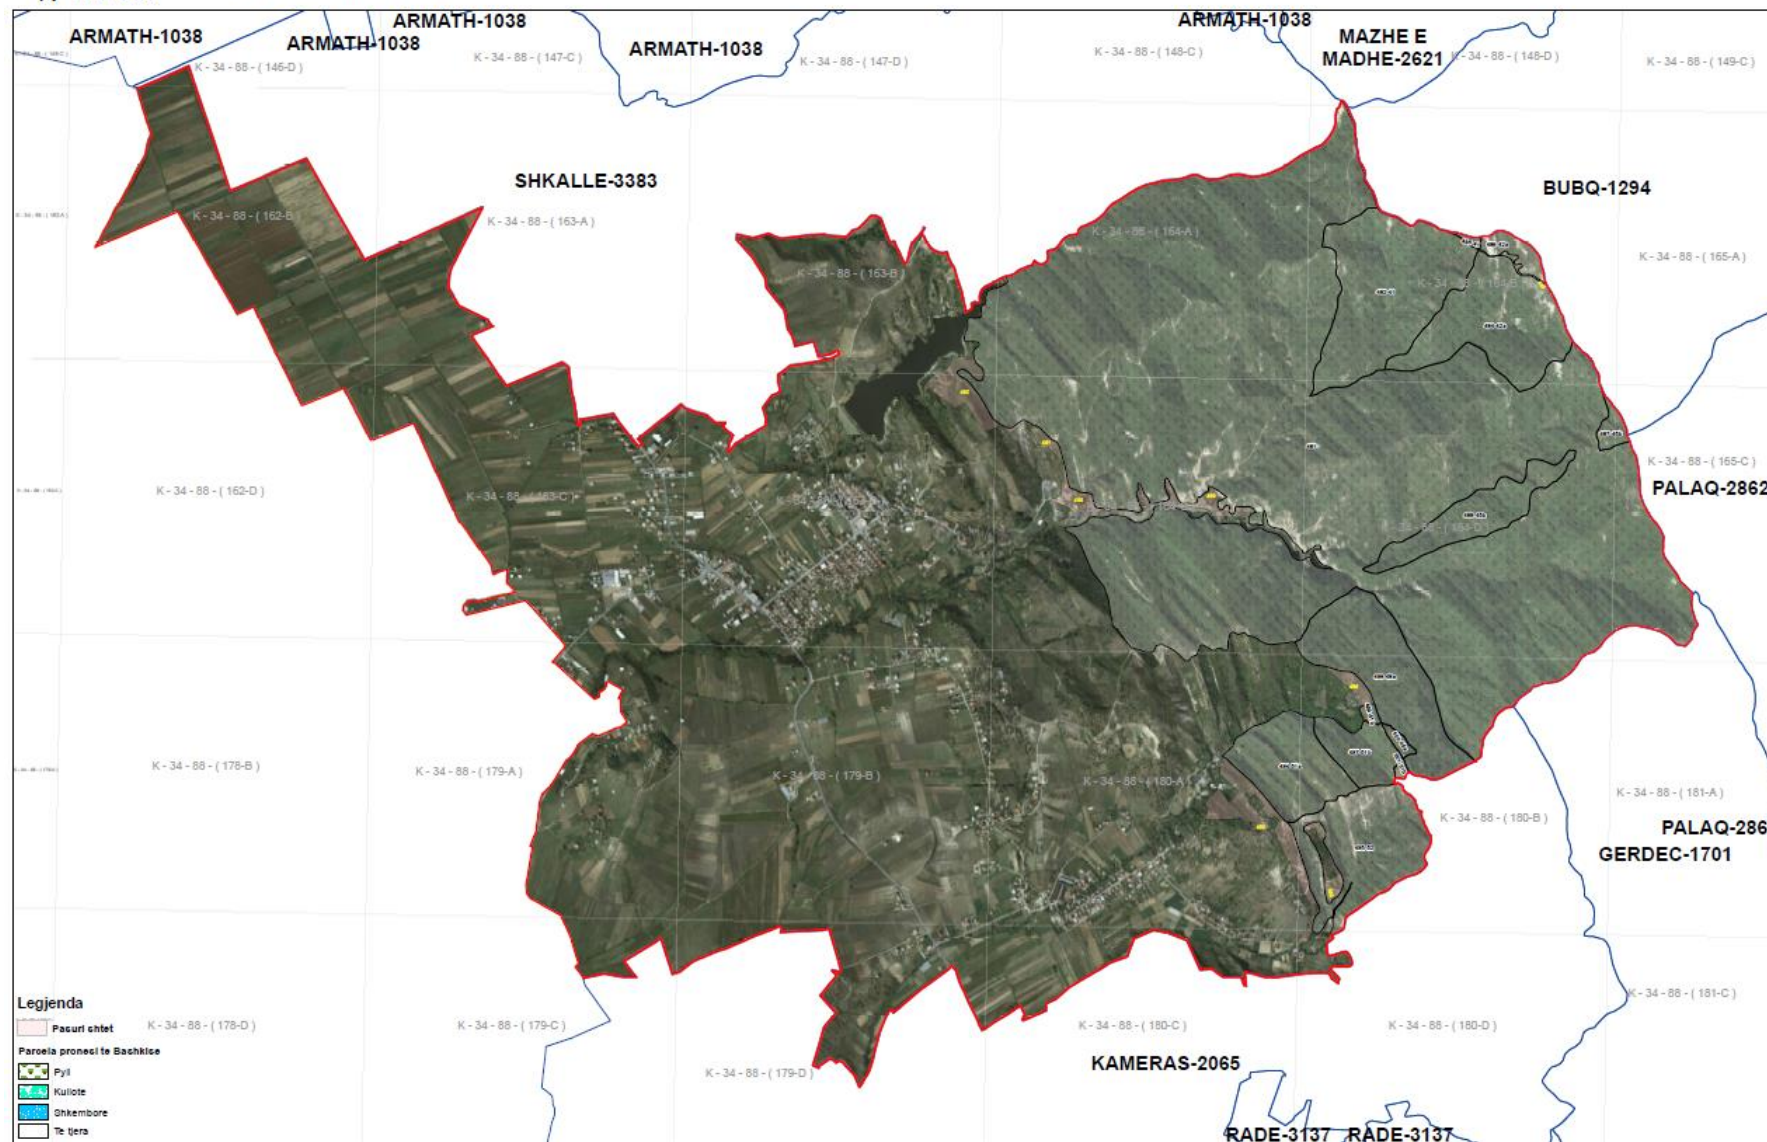 ARMATH-1038
ARMATH-1038
ARMATH-1038
ARMATH-1038
ARMATH-1038
MAZHE E
MADHE-2621
K - 34 - 88 - ( 146-D )
K - 34 - 88 - ( 147-C )
K - 34 - 88 - ( 147-D )
K - 34 - 88 - ( 148-C )
K - 34 - 88 - ( 148-D )
K - 34 - 88 - ( 149-C )
SHKALLE-3383
BUBQ-1294
K - 34 - 88 - ( 162-B )
K - 34 - 88 - ( 163-A )
K - 34 - 88 - ( 163-B )
K - 34 - 88 - ( 164-A )
K - 34 - 88 - ( 164-B )
K - 34 - 88 - ( 165-A )
K - 34 - 88 - ( 162-D )
K - 34 - 88 - ( 163-C )
K - 34 - 88 - ( 165-C )
PALAQ-2862
K - 34 - 88 - ( 178-B )
K - 34 - 88 - ( 179-A )
K - 34 - 88 - ( 179-B )
K - 34 - 88 - ( 180-A )
K - 34 - 88 - ( 180-B )
K - 34 - 88 - ( 181-A )
PALAQ-286
GERDEC-1701
K - 34 - 88 - ( 178-D )
K - 34 - 88 - ( 179-C )
K - 34 - 88 - ( 179-D )
K - 34 - 88 - ( 180-C )
K - 34 - 88 - ( 180-D )
K - 34 - 88 - ( 181-C )
KAMERAS-2065
RADE-3137
RADE-3137
Legjenda
Pasuri shtet
Parcela pronesi te Bashkise
Pyll
Kullote
Shkembore
Te tjera